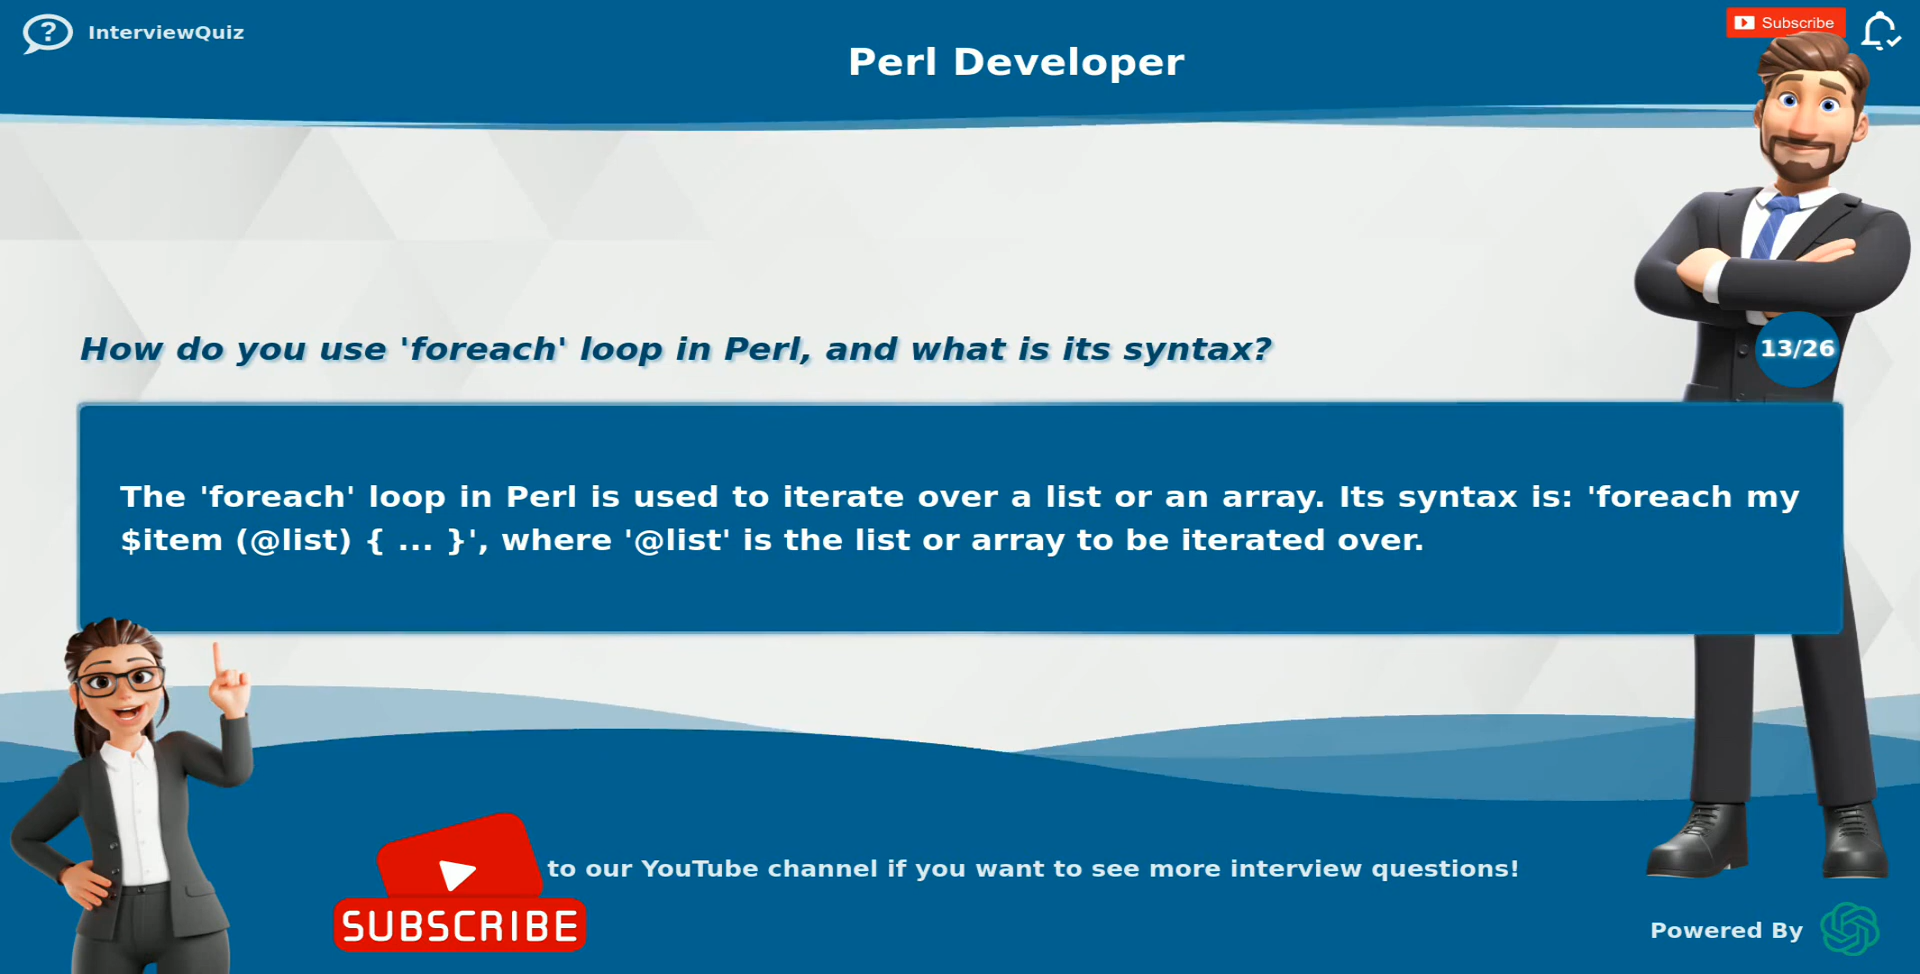 InterviewQuiz
Subscribe
Perl Developer
How do you use 'foreach' loop in Perl, and what is its syntax?
13/26
The 'foreach' loop in Perl is used to iterate over a list or an array. Its syntax is: 'foreach my
$item (@list) { ... }', where '@list' is the list or array to be iterated over.
to our YouTube channel if you want to see more interview questions!
SUBSCRIBE
Powered By